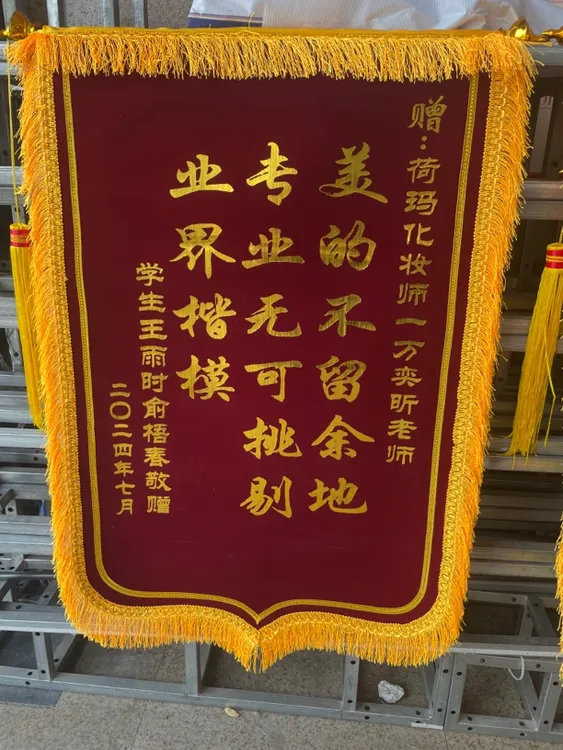 赠：荷玛化妆师一万奕昕老师
美的不留余地
专业无可挑剔
业界楷模
学生王雨时俞梧春敬赠
二〇二四年七月